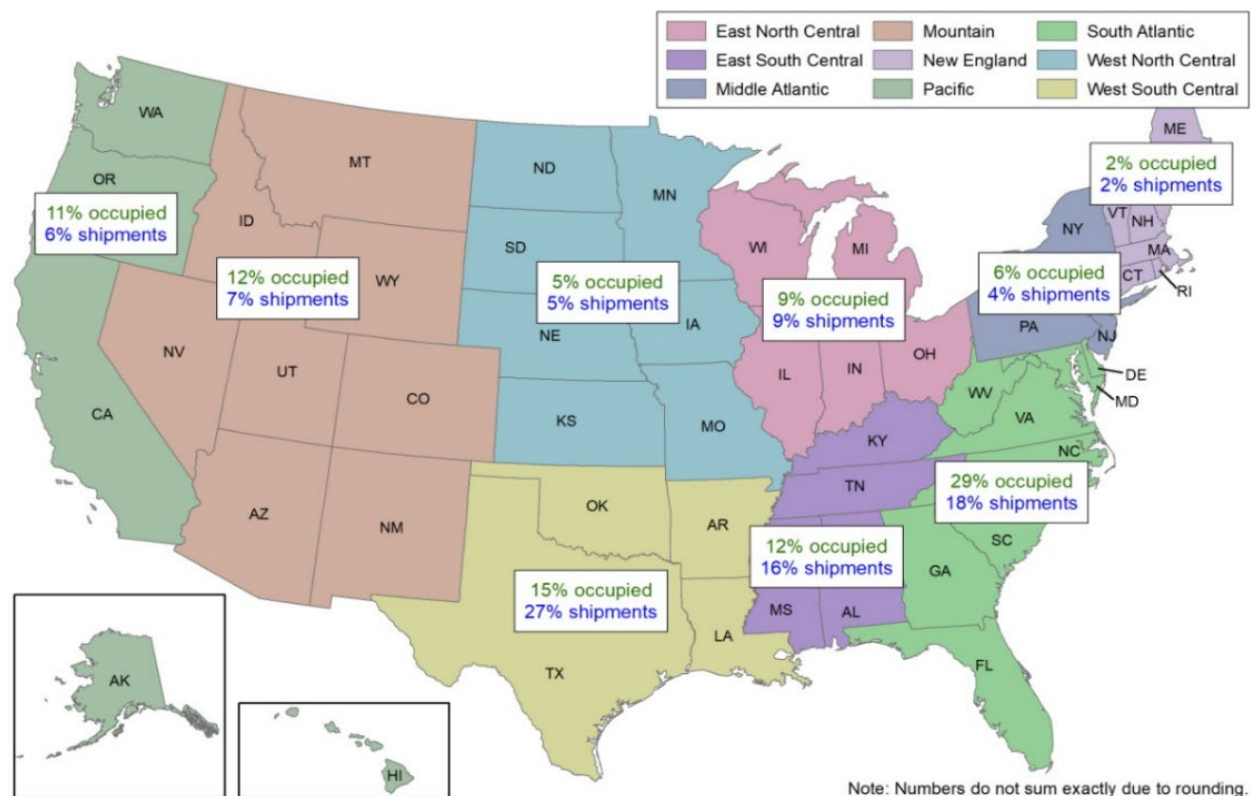 East North Central
Mountain
South Atlantic
East South Central
New England
West North Central
Middle Atlantic
Pacific
West South Central
WA
MT
ND
MN
ME
OR
ID
SD
WI
MI
NY
VT
NH
MA
CT
RI
11% occupied
6% shipments
12% occupied
7% shipments
5% occupied
5% shipments
9% occupied
9% shipments
6% occupied
4% shipments
2% occupied
2% shipments
WY
NE
IA
PA
NJ
NV
UT
CO
IL
IN
OH
DE
MD
WV
VA
CA
KS
MO
KY
NC
TN
AZ
NM
OK
AR
29% occupied
18% shipments
SC
12% occupied
16% shipments
GA
15% occupied
27% shipments
MS
AL
LA
TX
FL
AK
HI
Note: Numbers do not sum exactly due to rounding.